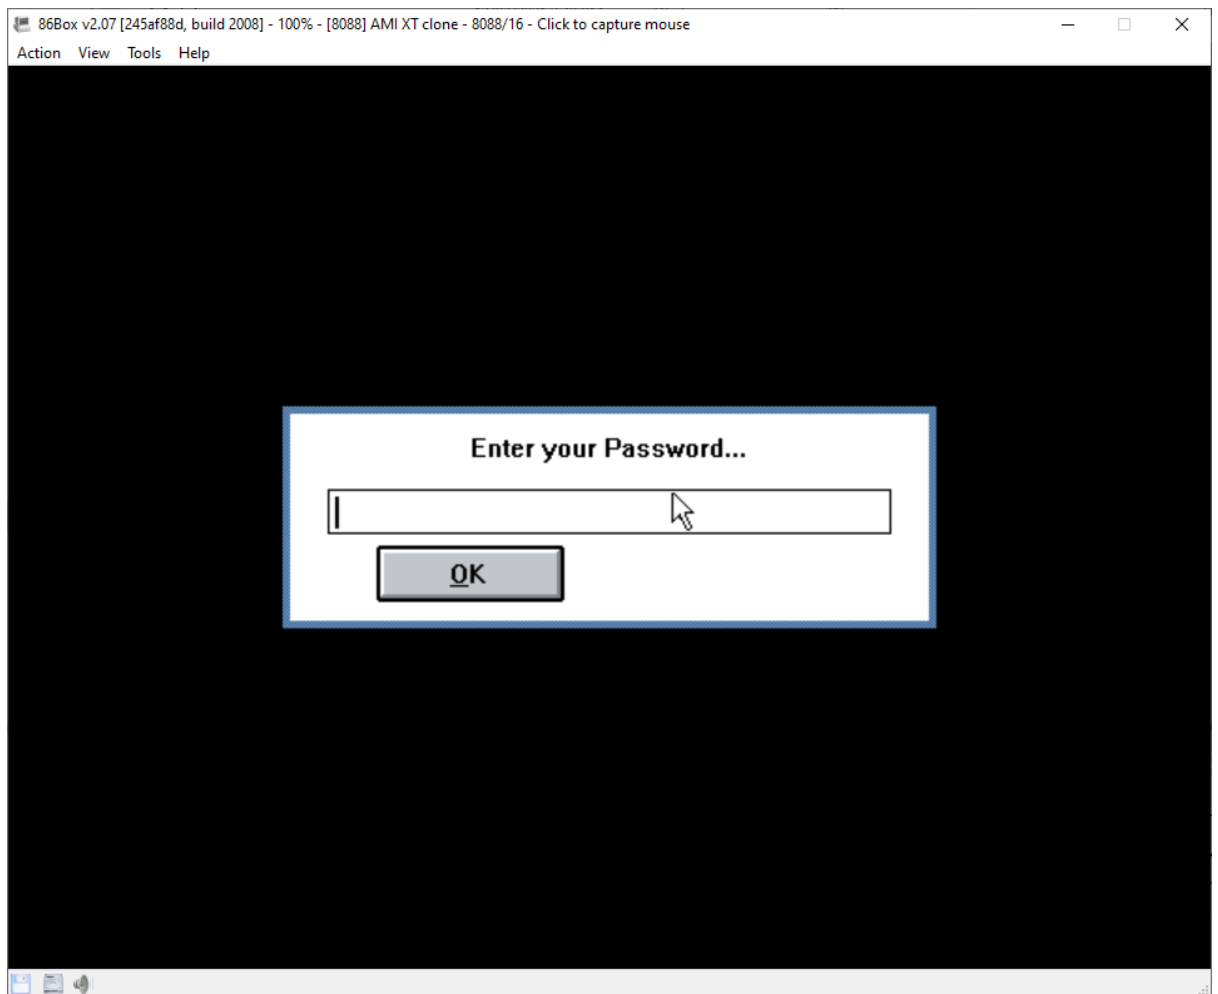 86Box v2.07 [245af88d, build 2008] - 100% - [8088] AMI XT clone - 8088/16 - Click to capture mouse
Action View Tools Help
Enter your Password...
OK